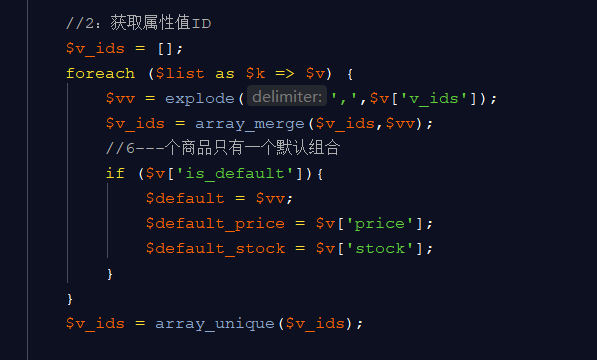 //2：获取属性值ID
$v_ids = [];
foreach ($list as $k => $v) {
$vv = explode( delimiter: ',',$v['v_ids']);
$v_ids = array_merge($v_ids,$vv);
//6---个商品只有一个默认组合
if ($v['is_default']){
$default = $vv;
$default_price = $v['price'];
$default_stock = $v['stock'];
}
}
$v_ids = array_unique($v_ids);